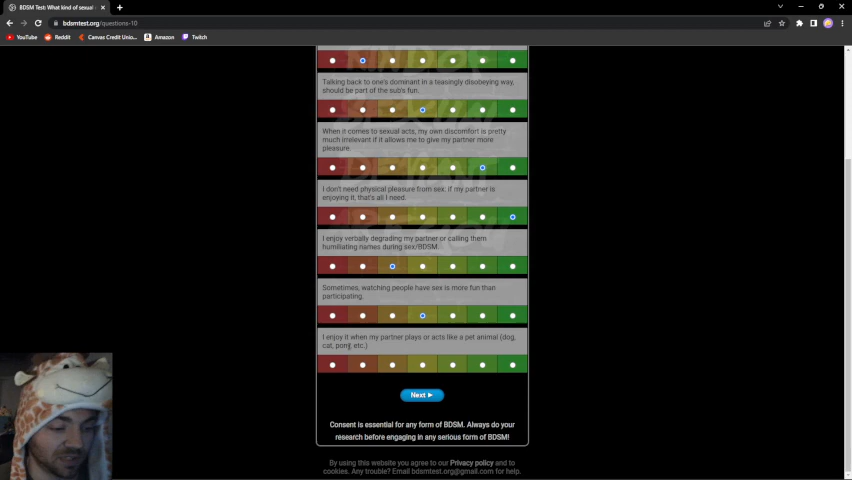 BDSM Test: What kind of sexual
bdsmtest.org/questions-10
YouTube Reddit Canvas Credit Unio... Amazon Twitch
Talking back to one's dominant in a teasingly disobeying way,
should be part of the sub's fun.
When it comes to sexual acts, my own discomfort is pretty
much irrelevant if it allows me to give my partner more
pleasure.
I don't need physical pleasure from sex; if my partner is
enjoying it, that's all I need.
I enjoy verbally degrading my partner or calling them
humiliating names during sex/BDSM.
Sometimes, watching people have sex is more fun than
participating.
I enjoy it when my partner plays or acts like a pet animal (dog,
cat, pony etc.)
Next
Consent is essential for any form of BDSM. Always do your
research before engaging in any serious form of BDSM!
By using this website you agree to our Privacy policy and to
cookies. Any trouble? Email bdsmtest.org@gmail.com for help.